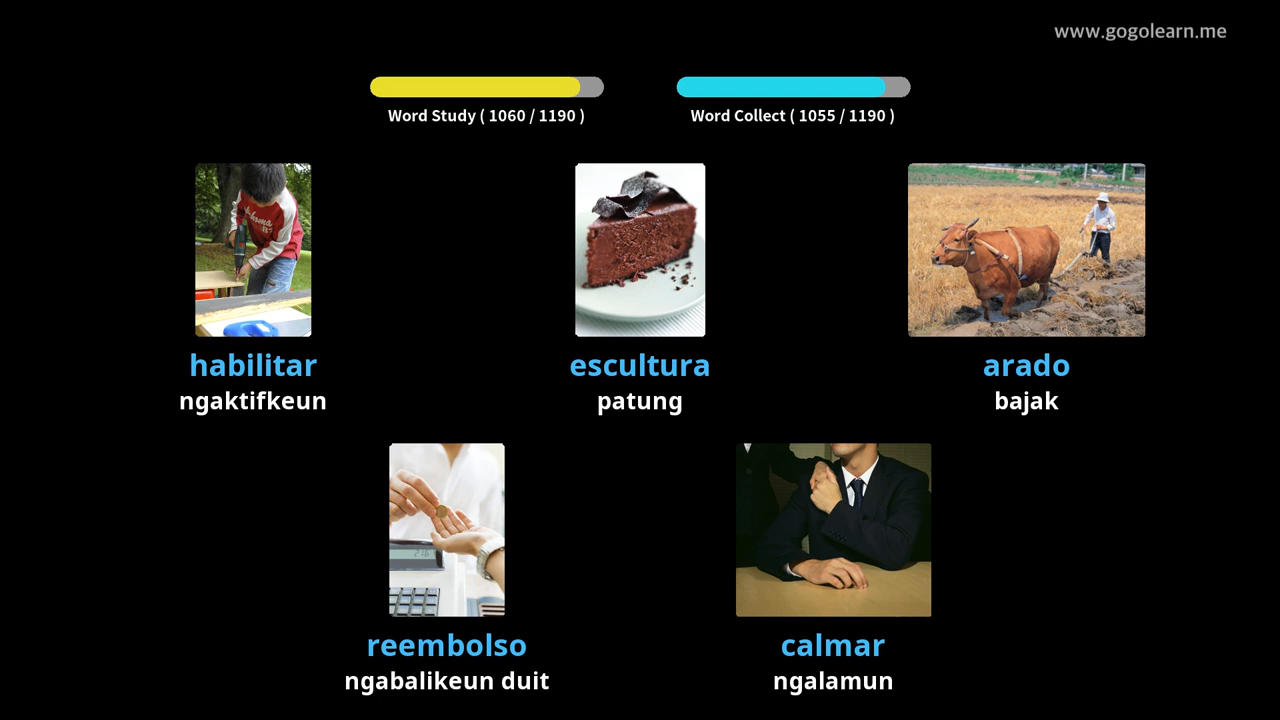 www.gogolearn.me
Word Study ( 1060 / 1190 )
Word Collect ( 1055 / 1190 )
habilitar
ngaktifkeun
escultura
patung
arado
bajak
reembolso
ngabalikeun duit
calmar
ngalamun